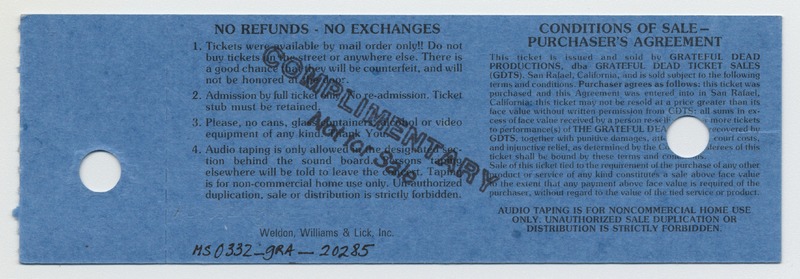 NO REFUNDS - NO EXCHANGES
1. Tickets were available by mail order only!! Do not
buy tickets on the street or anywhere else. There is
a good chance they will be counterfeit, and will
not be honored at the door.
2. Admission by full ticket only. No re-admission. Ticket
stub must be retained.
3. Please, no cans, glass containers, alcohol or video
equipment of any kind. Thank You.
4. Audio taping is only allowed in the designated sec-
tion behind the sound board. Persons taping
elsewhere will be told to leave the concert. Taping
is for non-commercial home use only. Unauthorized
duplication, sale or distribution is strictly forbidden.
Weldon, Williams & Lick, Inc.
MS0332_GRA_20285
COMPLIMENTARY
Not for Sale
CONDITIONS OF SALE—
PURCHASER'S AGREEMENT
This ticket is issued and sold by GRATEFUL DEAD
PRODUCTIONS, dba GRATEFUL DEAD TICKET SALES
(GDTS), San Rafael, California, and is sold subject to the following
terms and conditions. Purchaser agrees as follows: this ticket was
purchased and this Agreement was entered into in San Rafael,
California; this ticket may not be resold at a price greater than its
face value without written permission from GDTS; all sums in ex-
cess of face value received by a person re-selling more tickets
to performance(s) of THE GRATEFUL DEAD recovered by
GDTS, together with punitive damages, court costs,
and injunctive relief, as determined by the
ticket shall be bound by these terms and
Sale of this ticket tied to the requirement of the purchase of any other
product or service of any kind constitutes a sale above face value
to the extent that any payment above face value is required of the
purchaser, without regard to the value of the tied service or product.
AUDIO TAPING IS FOR NONCOMMERCIAL HOME USE
ONLY. UNAUTHORIZED SALE DUPLICATION OR
DISTRIBUTION IS STRICTLY FORBIDDEN.